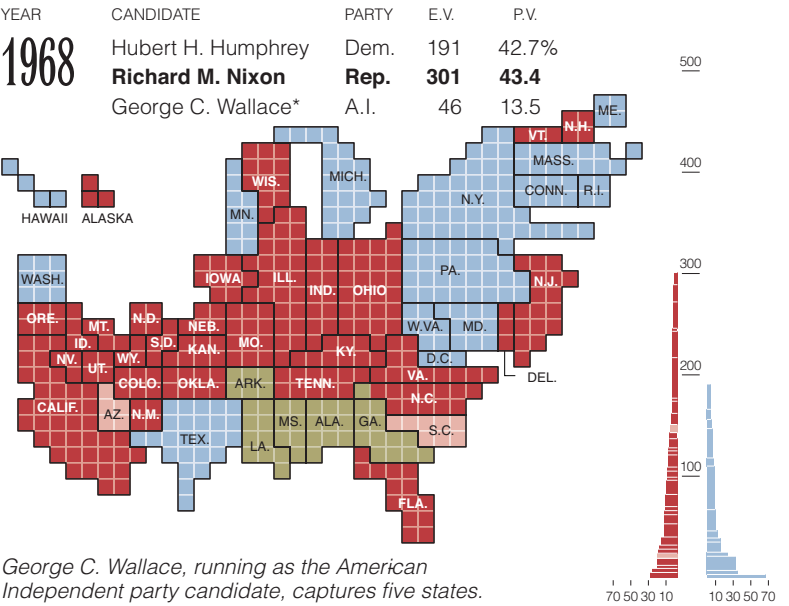 YEAR CANDIDATE PARTY E.V. P.V.
1968 Hubert H. Humphrey Dem. 191 42.7%
Richard M. Nixon Rep. 301 43.4
George C. Wallace* A.I. 46 13.5
500
ME.
VT. N.H.
WIS. MICH. MASS.
400
N.Y. CONN. R.I.
MN.
HAWAII ALASKA
300
WASH. IOWA ILL. IND. OHIO PA. N.J.
ORE. MT. N.D. NEB. W.VA. MD.
ID. S.D. KAN. MO. KY.
NV. UT. WY. D.C.
200
COLO. OKLA. ARK. TENN. VA. DEL.
CALIF. AZ. N.M. N.C.
TEX. LA. MS. ALA. GA. S.C.
100
FLA.
George C. Wallace, running as the American
Independent party candidate, captures five states.
70 50 30 10 10 30 50 70